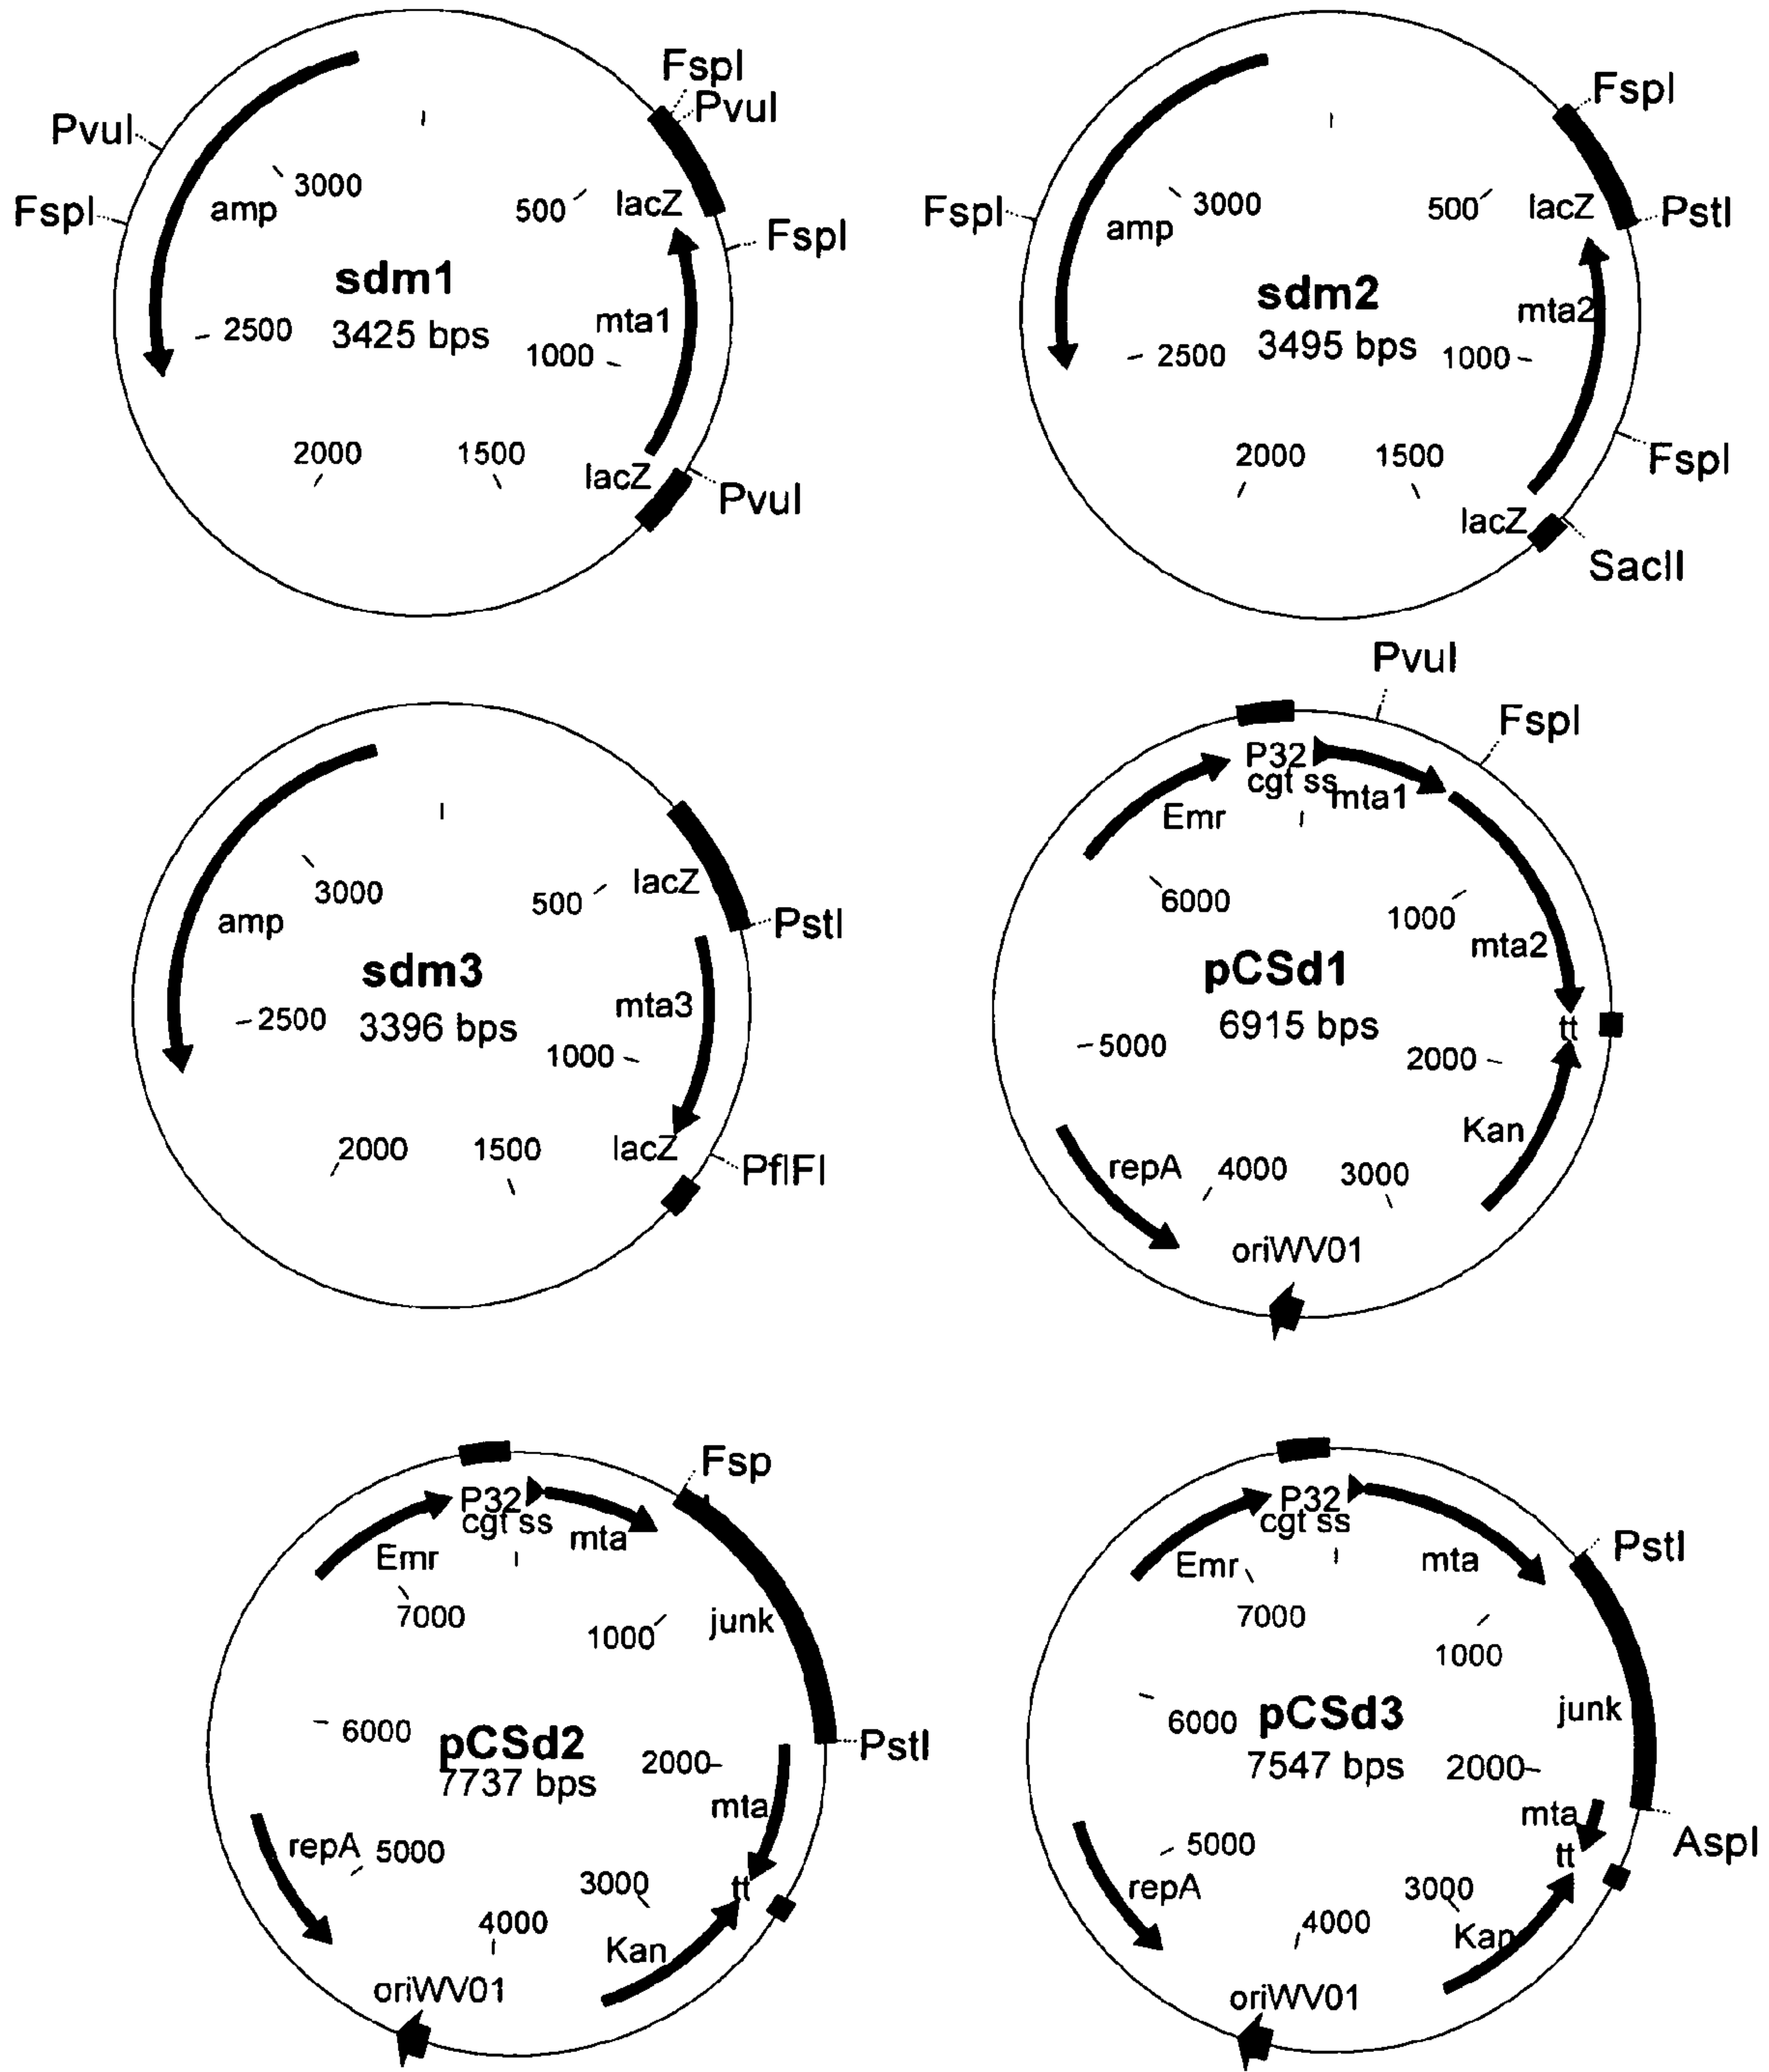 FspI
PvuI
PvuI
FspI
3000
amp
500
lacZ
FspI
sdm1
3425 bps
2500
mta1
1000
2000
1500
lacZ
PvuI
FspI
FspI
3000
amp
500
lacZ
PstI
sdm2
3495 bps
2500
mta2
1000
2000
1500
FspI
lacZ
SacII
3000
amp
500
lacZ
PstI
sdm3
3396 bps
2500
mta3
1000
2000
1500
lacZ
PflFI
PvuI
FspI
P32
cgt ss
mta1
Emr
6000
1000
mta2
pCSd1
6915 bps
5000
tt
2000
Kan
repA
4000
3000
oriWV01
Fsp
P32
cgt ss
mta
Emr
7000
1000
junk
6000
pCSd2
7737 bps
2000
PstI
mta
repA
5000
3000
tt
4000
Kan
oriWV01
P32
cgt ss
PstI
Emr
mta
7000
1000
junk
6000
pCSd3
7547 bps
2000
mta
AspI
tt
5000
repA
3000
4000
Kan
oriWV01